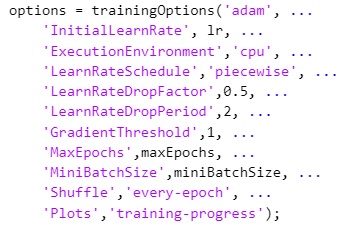 options = trainingOptions('adam', ...
'InitialLearnRate', lr, ...
'ExecutionEnvironment','cpu', ...
'LearnRateSchedule','piecewise', ...
'LearnRateDropFactor',0.5, ...
'LearnRateDropPeriod',2, ...
'GradientThreshold',1, ...
'MaxEpochs',maxEpochs, ...
'MiniBatchSize',miniBatchSize, ...
'Shuffle','every-epoch', ...
'Plots','training-progress');